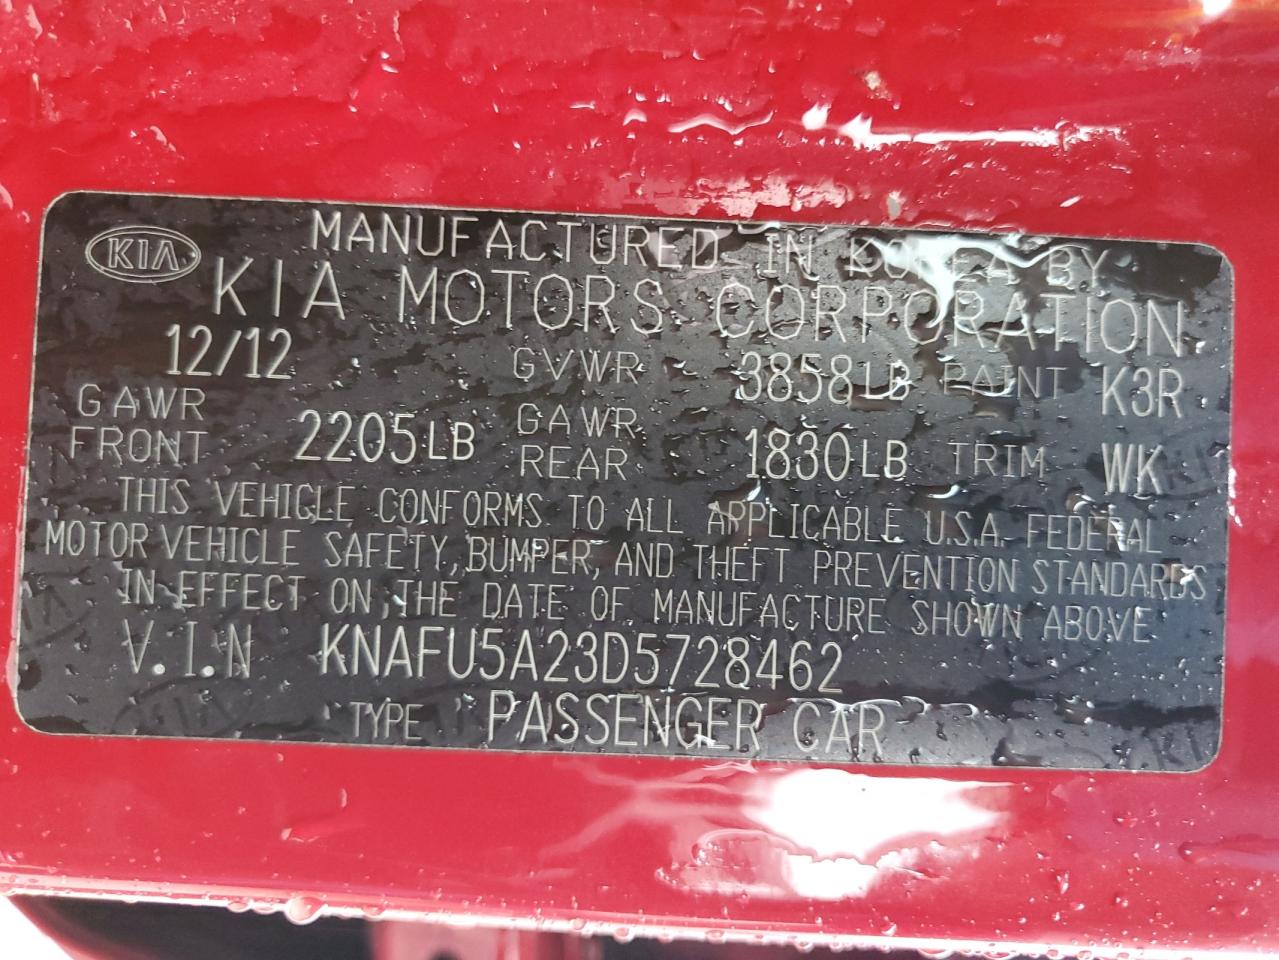 KIA
MANUFACTURED IN KOREA BY
KIA MOTORS CORPORATION
12/12 GVWR 3858LB PAINT K3R
GAWR FRONT 2205LB GAWR REAR 1830LB TRIM WK
THIS VEHICLE CONFORMS TO ALL APPLICABLE U.S.A. FEDERAL
MOTOR VEHICLE SAFETY, BUMPER, AND THEFT PREVENTION STANDARDS
IN EFFECT ON THE DATE OF MANUFACTURE SHOWN ABOVE
V.I.N KNAFU5A23D5728462
TYPE PASSENGER CAR